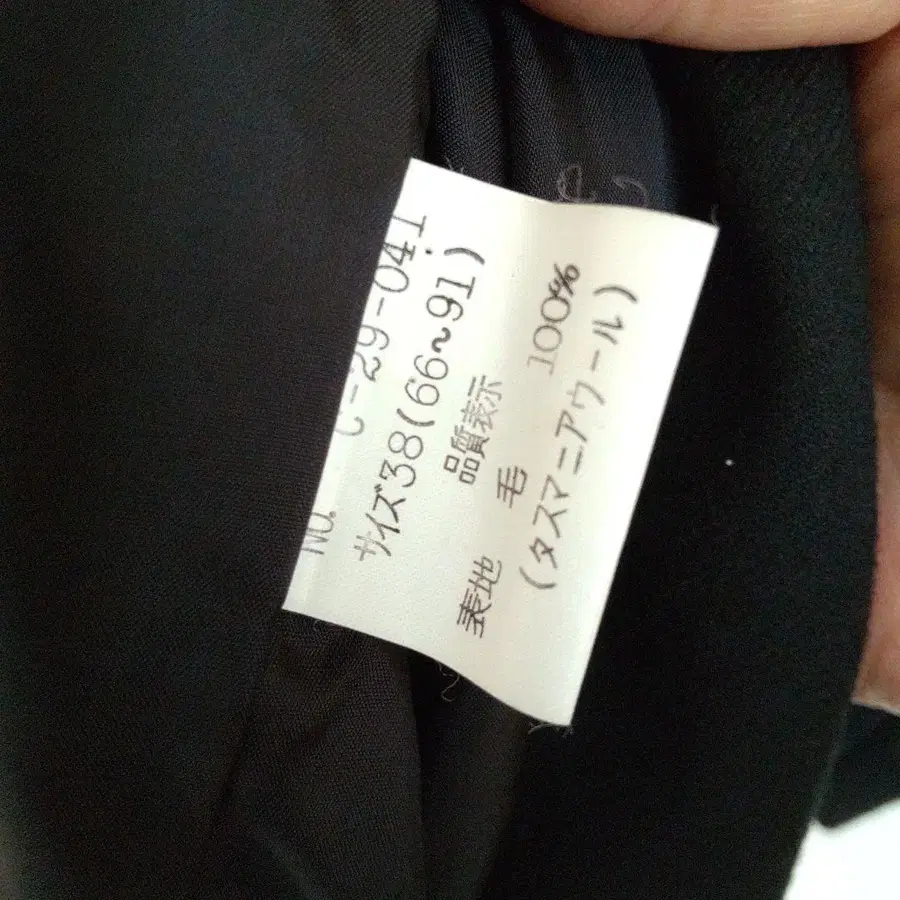 NO. C-29-041
サイズ38(66~91)
品質表示
表地 毛 100%
(タスマニアウール)